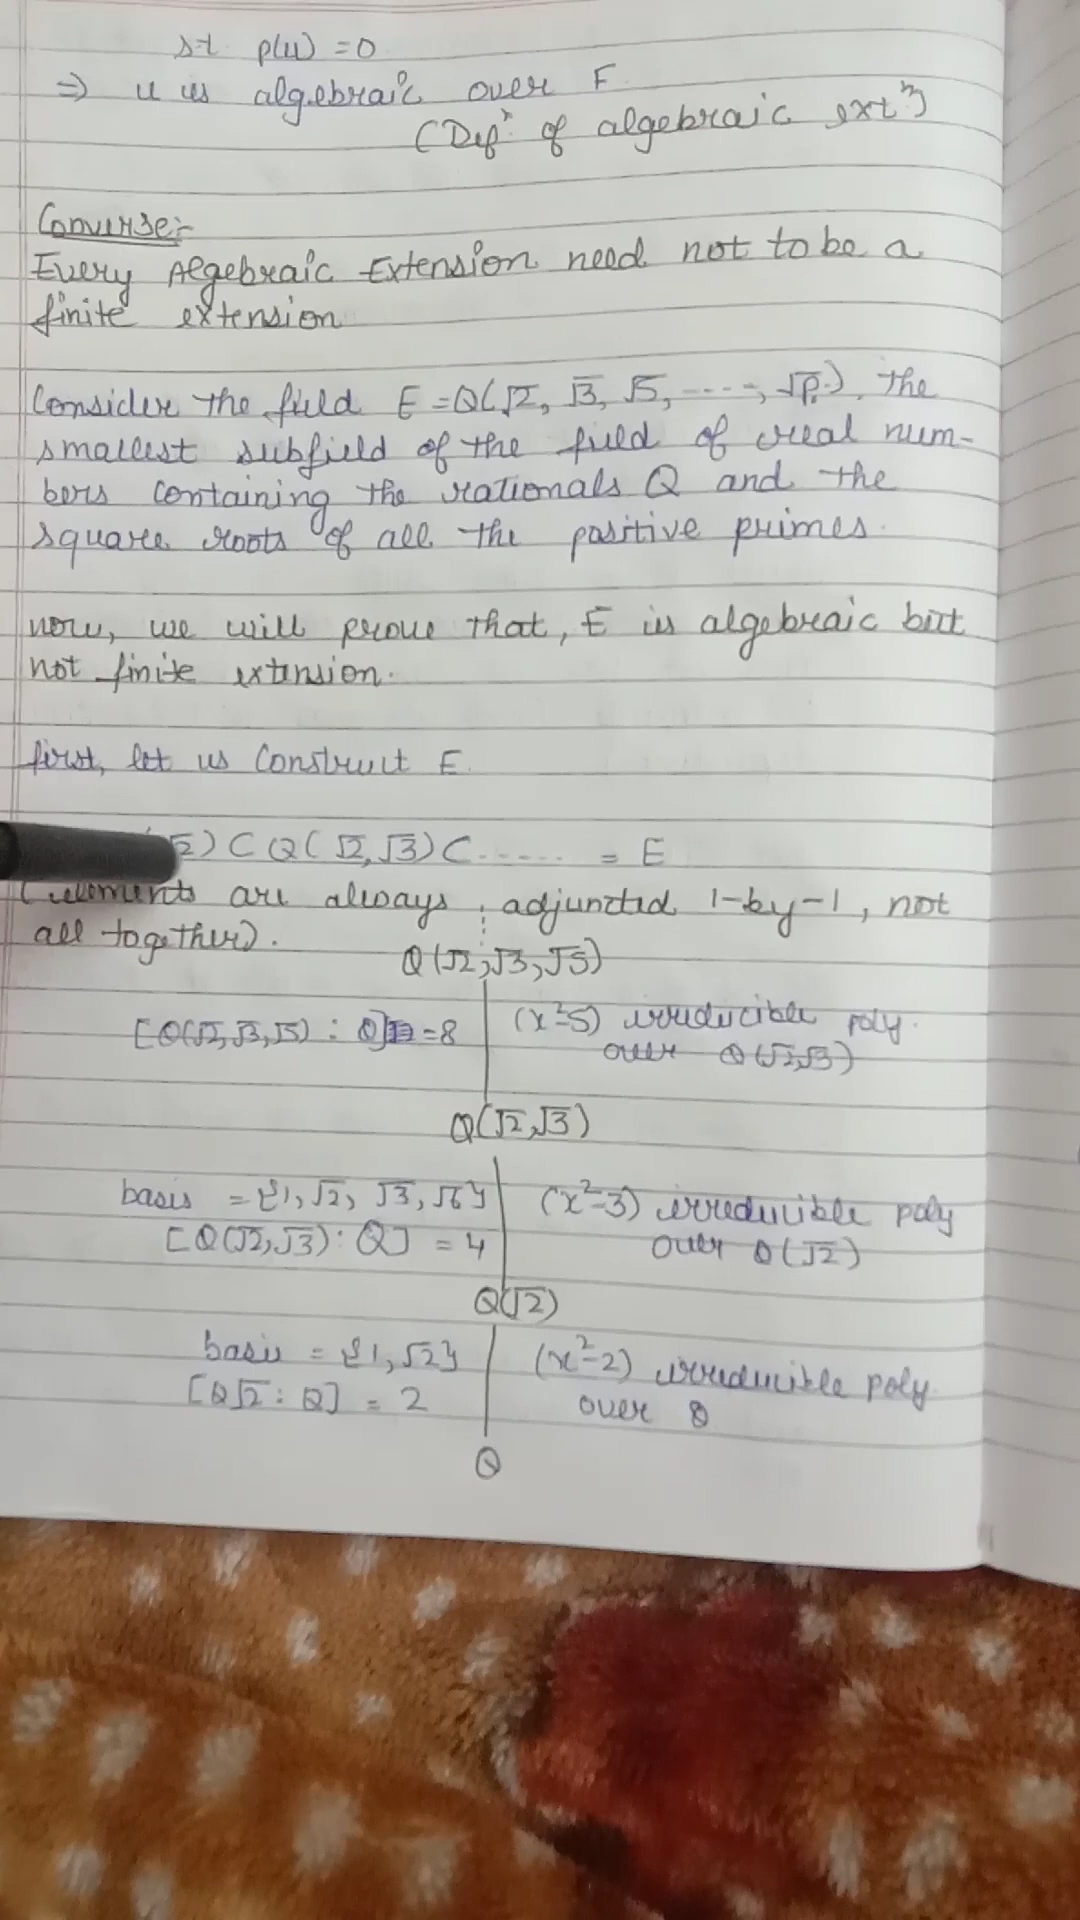 s.t. p(u) = 0
⇒ u is algebraic over F.
(Defⁿ of algebraic extⁿ)
Converse:-
Every Algebraic Extension need not to be a
finite extension
Consider the field E = Q(√2, √3, √5, ----, √pᵢ..), the
smallest subfield of the field of real num-
bers containing the rationals Q and the
square roots of all the positive primes.
now, we will prove that, E is algebraic but
not finite extension.
first, let us Construct E.
√2) ⊂ Q(√2, √3) ⊂ ..... = E
(elements are always adjuncted 1-by-1, not
all together).
Q(√2, √3, √5)
[Q(√2, √3, √5) : Q] = 8 (x²-5) irreducible poly.
over Q(√2,√3)
Q(√2,√3)
basis = {1, √2, √3, √6} (x²-3) irreducible poly
[Q(√2,√3) : Q] = 4 over Q(√2)
Q(√2)
basis = {1, √2} (x²-2) irreducible poly.
[Q√2 : Q] = 2 over Q
Q